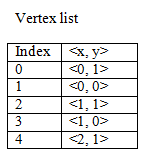 Vertex list
Index <x, y>
0 <0, 1>
1 <0, 0>
2 <1, 1>
3 <1, 0>
4 <2, 1>